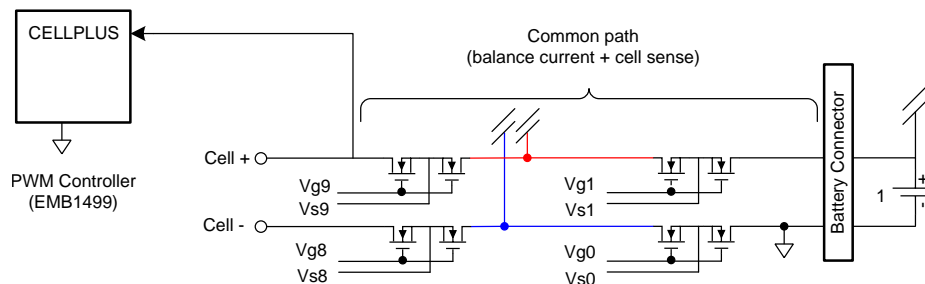 CELLPLUS
PWM Controller
(EMB1499)
Common path
(balance current + cell sense)
Cell +
Vg9
Vs9
Vg1
Vs1
Cell -
Vg8
Vs8
Vg0
Vs0
Battery Connector
1
+
-